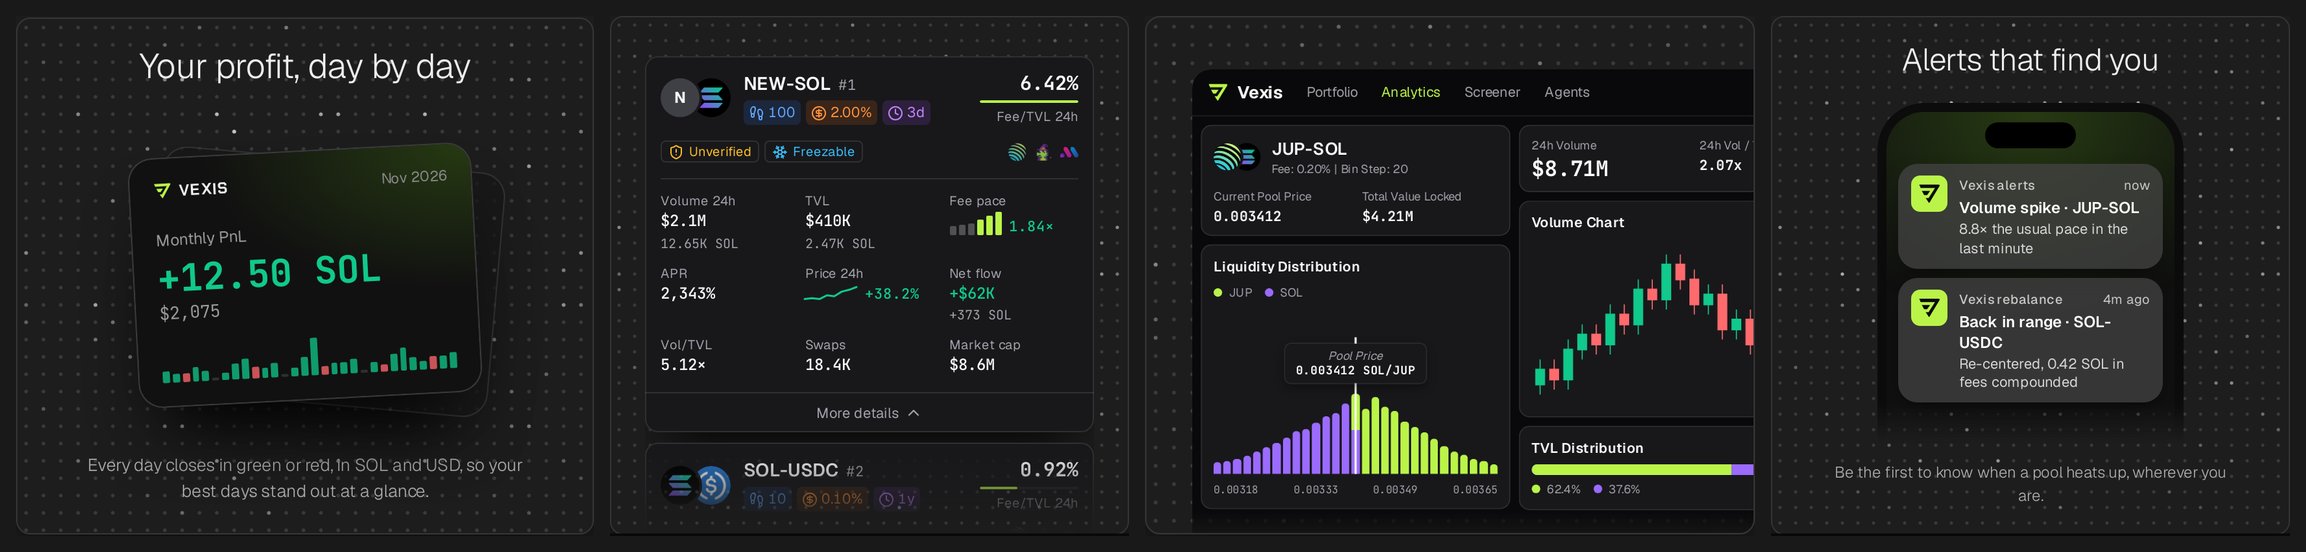 Your profit, day by day
VEXIS
Nov 2026
Monthly PnL
+12.50 SOL
$2,075
Every day closes in green or red, in SOL and USD, so your
best days stand out at a glance.
N
NEW-SOL #1
6.42%
100
2.00%
3d
Fee/TVL 24h
Unverified
Freezable
Volume 24h
TVL
Fee pace
$2.1M
$410K
1.84×
12.65K SOL
2.47K SOL
APR
Price 24h
Net flow
2,343%
+38.2%
+$62K
+373 SOL
Vol/TVL
Swaps
Market cap
5.12×
18.4K
$8.6M
More details
SOL-USDC #2
0.92%
10
0.10%
1y
Fee/TVL 24h
Vexis
Portfolio
Analytics
Screener
Agents
JUP-SOL
Fee: 0.20% | Bin Step: 20
Current Pool Price
Total Value Locked
0.003412
$4.21M
24h Volume
24h Vol /
$8.71M
2.07x
Liquidity Distribution
JUP
SOL
Pool Price
0.003412 SOL/JUP
0.00318
0.00333
0.00349
0.00365
Volume Chart
TVL Distribution
62.4%
37.6%
Alerts that find you
Vexis alerts
now
Volume spike · JUP-SOL
8.8× the usual pace in the
last minute
Vexis rebalance
4m ago
Back in range · SOL-
USDC
Re-centered, 0.42 SOL in
fees compounded
Be the first to know when a pool heats up, wherever you
are.